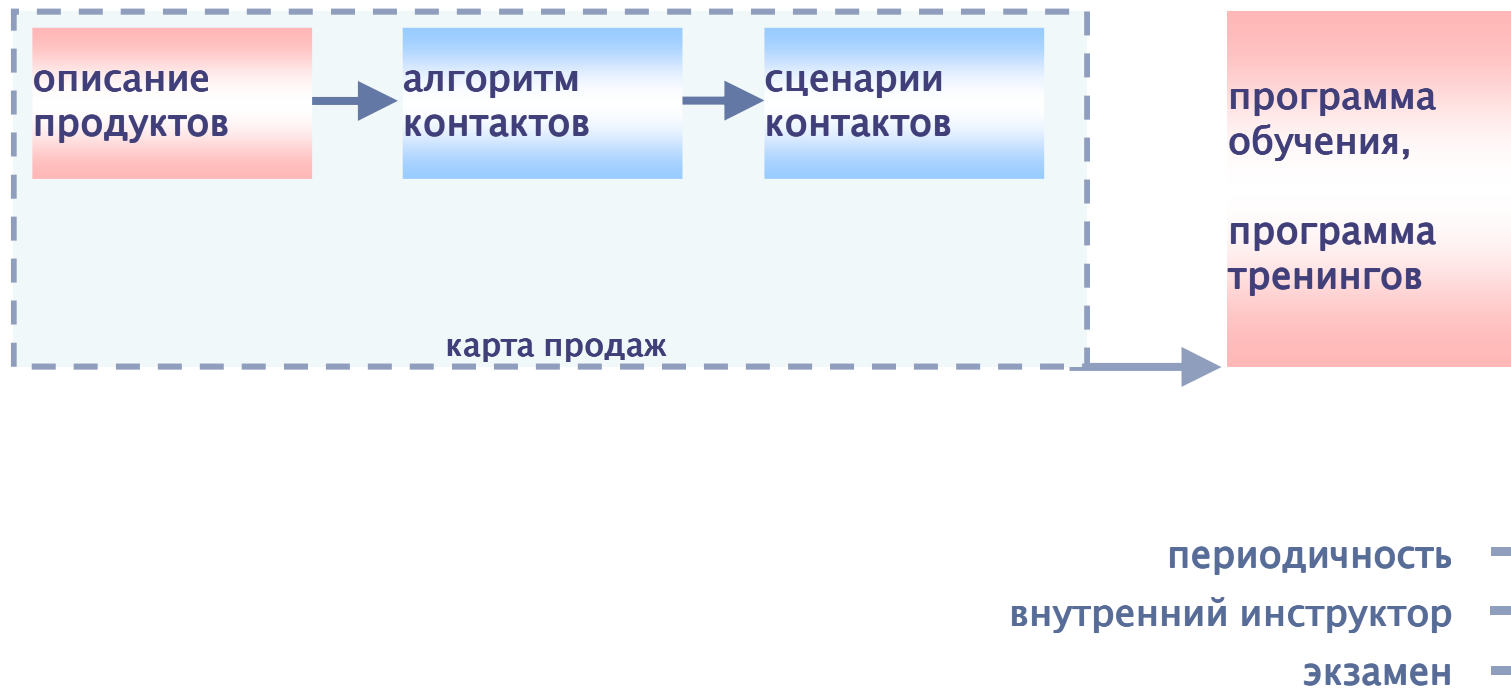 описание
продуктов
алгоритм
контактов
сценарии
контактов
карта продаж
программа
обучения,
программа
тренингов
периодичность
внутренний инструктор
экзамен